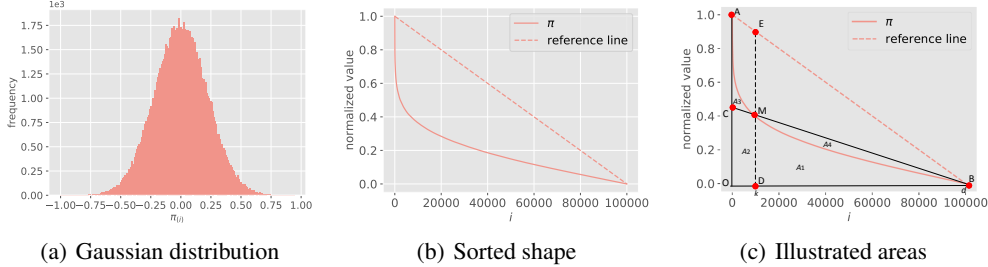 1e3
1.75
1.50
1.25
1.00
0.75
0.50
0.25
0.00
frequency
−1.00 −0.75 −0.50 −0.25 0.00 0.25 0.50 0.75 1.00
π(i)
(a) Gaussian distribution
1.0
0.8
0.6
0.4
0.2
0.0
normalized value
π
reference line
0 20000 40000 60000 80000 100000
i
(b) Sorted shape
1.0
0.8
0.6
0.4
0.2
0.0
normalized value
A
E
π
reference line
A3
C
M
A2
A4
A1
O
D
B
k
d
0 20000 40000 60000 80000 100000
i
(c) Illustrated areas